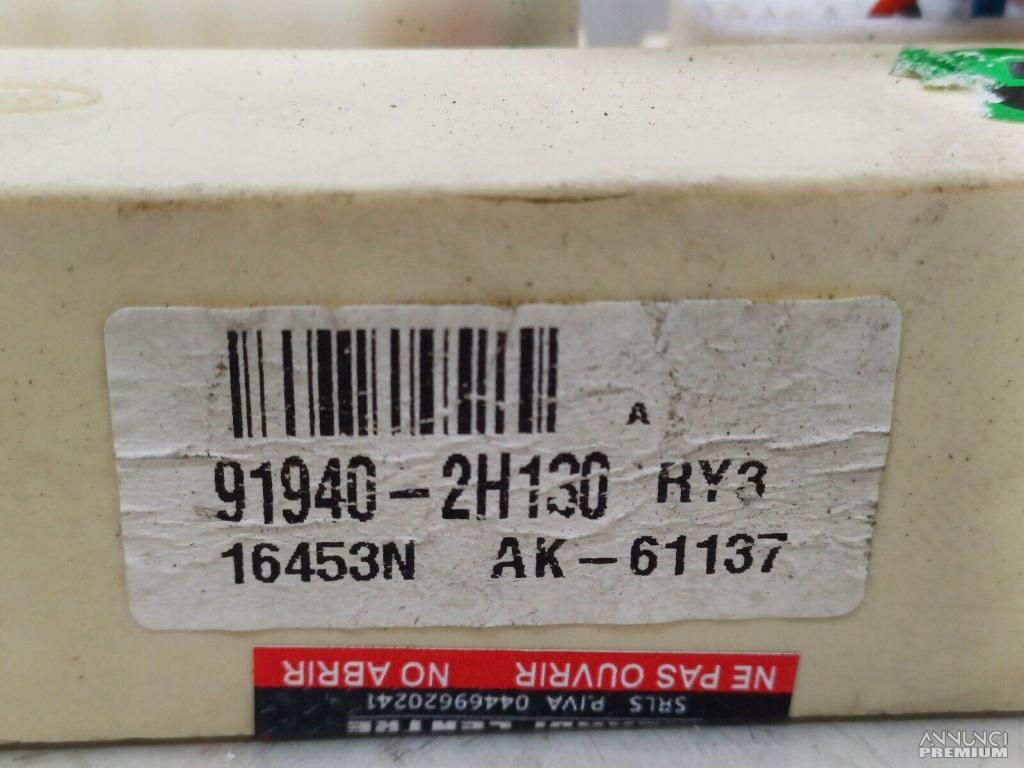 A
91940-2H130 RY3
16453N AK-61137
NE PAS OUVRIR NO ABRIR
SRLS P.IVA 04469620241
ANNUNCI
PREMIUM